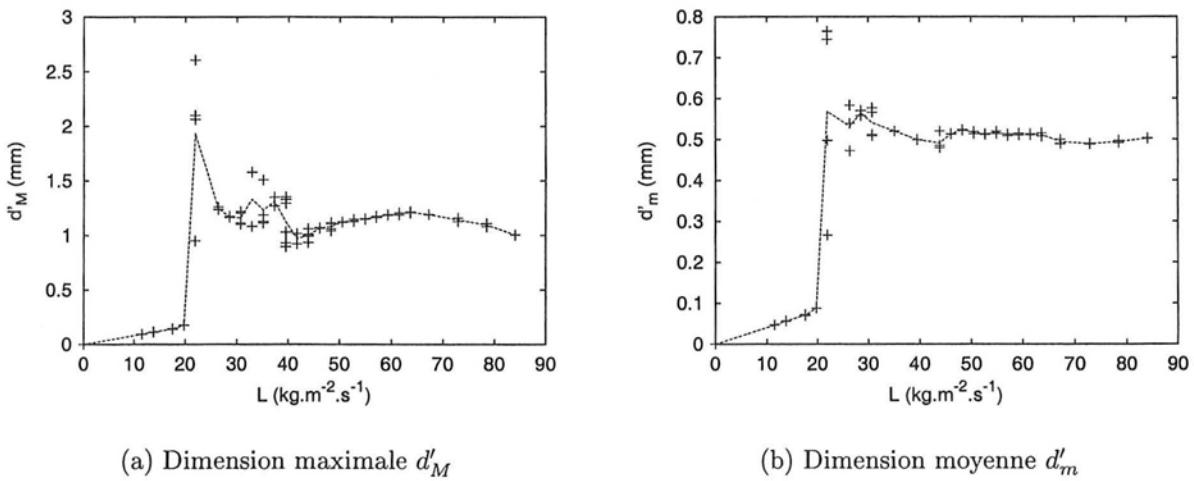 3
2.5
2
1.5
1
0.5
0
d'M (mm)
0 10 20 30 40 50 60 70 80 90
L (kg.m-2.s-1)
(a) Dimension maximale d'M
0.8
0.7
0.6
0.5
0.4
0.3
0.2
0.1
0
d'm (mm)
0 10 20 30 40 50 60 70 80 90
L (kg.m-2.s-1)
(b) Dimension moyenne d'm